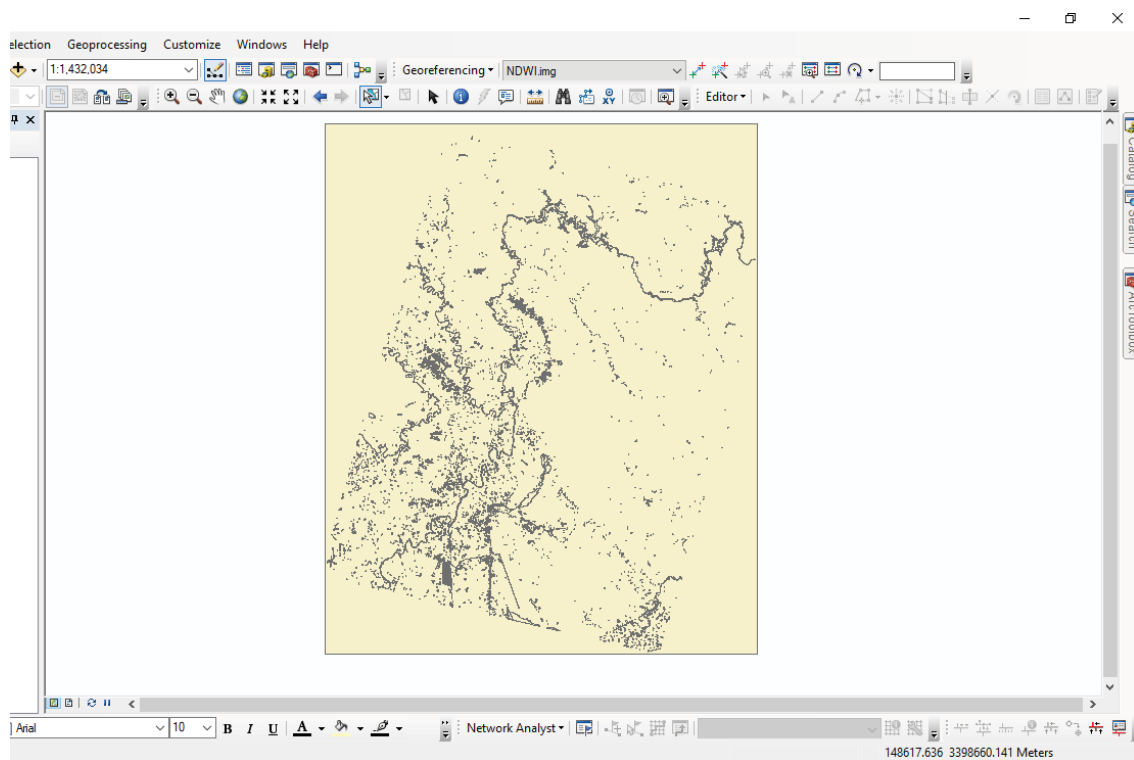 election Geoprocessing Customize Windows Help
1:1,432,034 Georeferencing NDWI.img
Editor
Catalog
Search
ArcToolbox
Arial 10 B I U A Network Analyst
148617.636 3398660.141 Meters